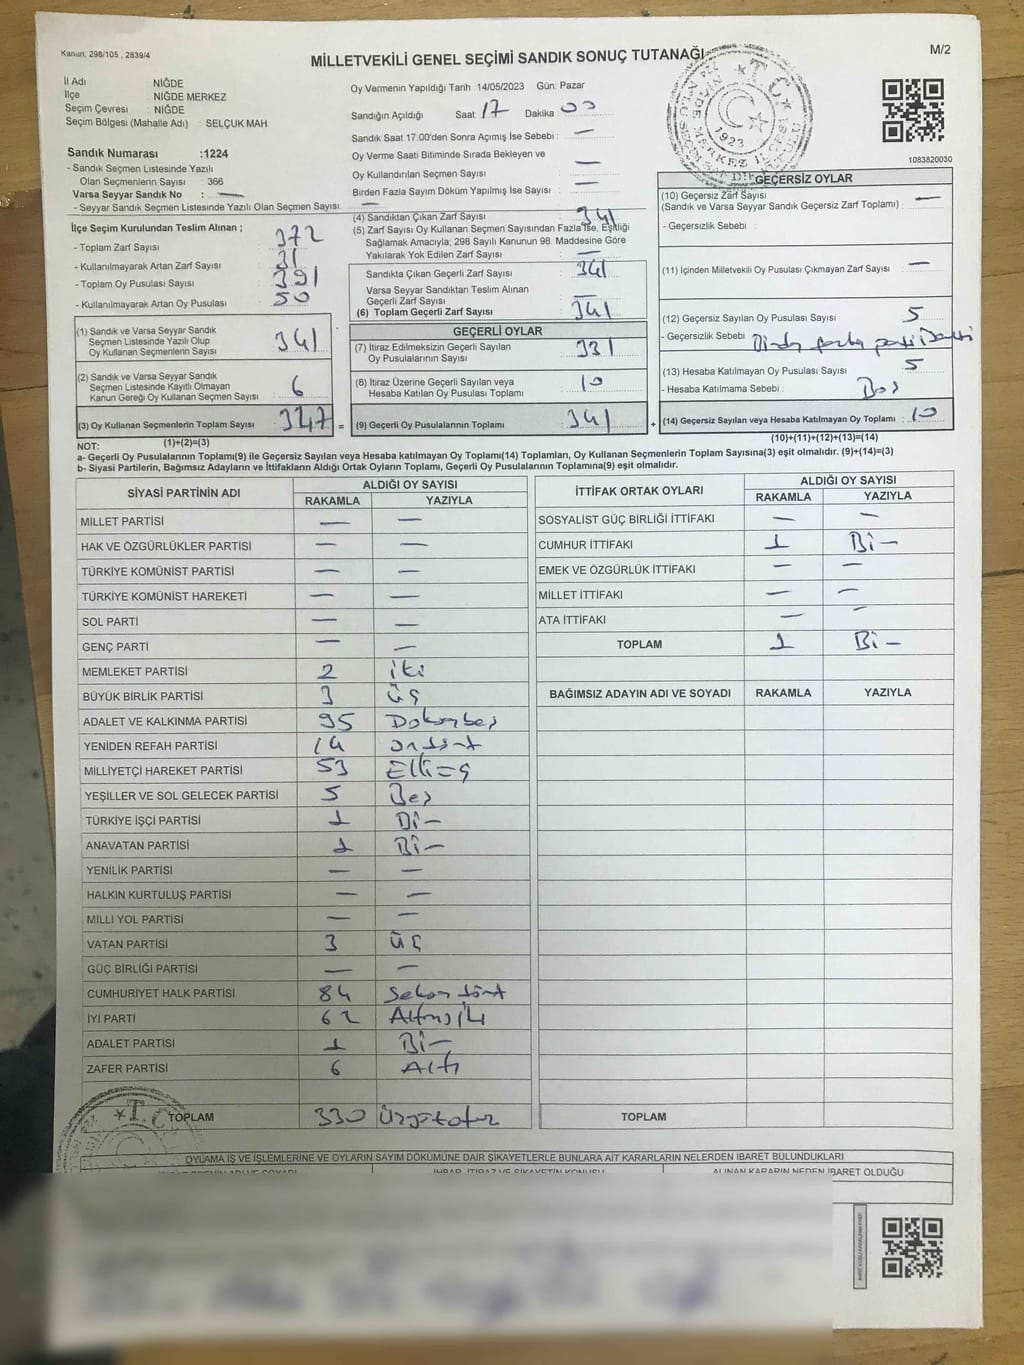 Kanun: 298/105 , 2839/4
MİLLETVEKİLİ GENEL SEÇİMİ SANDIK SONUÇ TUTANAĞI
M/2
İl Adı : NİĞDE
İlçe : NİĞDE MERKEZ
Seçim Çevresi : NİĞDE
Seçim Bölgesi (Mahalle Adı) : SELÇUK MAH
Sandık Numarası :1224
- Sandık Seçmen Listesinde Yazılı
Olan Seçmenlerin Sayısı : 366
Varsa Seyyar Sandık No : —
- Seyyar Sandık Seçmen Listesinde Yazılı Olan Seçmen Sayısı: —
Oy Vermenin Yapıldığı Tarih :14/05/2023 Gün: Pazar
Sandığın Açıldığı Saat :17 Dakika :00
Sandık Saat 17:00'den Sonra Açımış İse Sebebi : —
Oy Verme Saati Bitiminde Sırada Bekleyen ve
Oy Kullandırılan Seçmen Sayısı : —
Birden Fazla Sayım Döküm Yapılmış İse Sayısı : —
1083820030
İlçe Seçim Kurulundan Teslim Alınan ;
- Toplam Zarf Sayısı : 372
- Kullanılmayarak Artan Zarf Sayısı : 31
- Toplam Oy Pusulası Sayısı : 391
- Kullanılmayarak Artan Oy Pusulası : 50
(1) Sandık ve Varsa Seyyar Sandık
Seçmen Listesinde Yazılı Olup
Oy Kullanan Seçmenlerin Sayısı : 341
(2) Sandık ve Varsa Seyyar Sandık
Seçmen Listesinde Kayıtlı Olmayan
Kanun Gereği Oy Kullanan Seçmen Sayısı : 6
(3) Oy Kullanan Seçmenlerin Toplam Sayısı : 347 =
(1)+(2)=(3)
(4) Sandıktan Çıkan Zarf Sayısı : 341
(5) Zarf Sayısı Oy Kullanan Seçmen Sayısından Fazla İse, Eşitliği
Sağlamak Amacıyla; 298 Sayılı Kanunun 98. Maddesine Göre
Yakılarak Yok Edilen Zarf Sayısı : —
Sandıkta Çıkan Geçerli Zarf Sayısı : 341
Varsa Seyyar Sandıktan Teslim Alınan
Geçerli Zarf Sayısı : —
(6) Toplam Geçerli Zarf Sayısı : 341
GEÇERLİ OYLAR
(7) İtiraz Edilmeksizin Geçerli Sayılan
Oy Pusulalarının Sayısı : 331
(8) İtiraz Üzerine Geçerli Sayılan veya
Hesaba Katılan Oy Pusulası Toplamı : 10
(9) Geçerli Oy Pusulalarının Toplamı : 341 +
GEÇERSİZ OYLAR
(10) Geçersiz Zarf Sayısı
(Sandık ve Varsa Seyyar Sandık Geçersiz Zarf Toplamı) : —
- Geçersizlik Sebebi :
(11) İçinden Milletvekili Oy Pusulası Çıkmayan Zarf Sayısı : —
(12) Geçersiz Sayılan Oy Pusulası Sayısı : 5
- Geçersizlik Sebebi : Birden fazla parti
(13) Hesaba Katılmayan Oy Pusulası Sayısı : 5
- Hesaba Katılmama Sebebi : Boş
(14) Geçersiz Sayılan veya Hesaba Katılmayan Oy Toplamı : 10
(10)+(11)+(12)+(13)=(14)
NOT:
a- Geçerli Oy Pusulalarının Toplamı(9) ile Geçersiz Sayılan veya Hesaba katılmayan Oy Toplamı(14) Toplamları, Oy Kullanan Seçmenlerin Toplam Sayısına(3) eşit olmalıdır. (9)+(14)=(3)
b- Siyasi Partilerin, Bağımsız Adayların ve İttifakların Aldığı Ortak Oyların Toplamı, Geçerli Oy Pusulalarının Toplamına(9) eşit olmalıdır.
SİYASİ PARTİNİN ADI ALDIĞI OY SAYISI
RAKAMLA YAZIYLA
MİLLET PARTİSİ — —
HAK VE ÖZGÜRLÜKLER PARTİSİ — —
TÜRKİYE KOMÜNİST PARTİSİ — —
TÜRKİYE KOMÜNİST HAREKETİ — —
SOL PARTİ — —
GENÇ PARTİ — —
MEMLEKET PARTİSİ 2 iki
BÜYÜK BİRLİK PARTİSİ 3 üç
ADALET VE KALKINMA PARTİSİ 95 Doksanbeş
YENİDEN REFAH PARTİSİ 14 ondört
MİLLİYETÇİ HAREKET PARTİSİ 53 Elliüç
YEŞİLLER VE SOL GELECEK PARTİSİ 5 Beş
TÜRKİYE İŞÇİ PARTİSİ 1 Bir
ANAVATAN PARTİSİ 1 Bir
YENİLİK PARTİSİ — —
HALKIN KURTULUŞ PARTİSİ — —
MİLLİ YOL PARTİSİ — —
VATAN PARTİSİ 3 üç
GÜÇ BİRLİĞİ PARTİSİ — —
CUMHURİYET HALK PARTİSİ 84 Seksendört
İYİ PARTİ 62 Altmışiki
ADALET PARTİSİ 1 Bir
ZAFER PARTİSİ 6 Altı
TOPLAM 330 Üçyüzotuz
İTTİFAK ORTAK OYLARI ALDIĞI OY SAYISI
RAKAMLA YAZIYLA
SOSYALİST GÜÇ BİRLİĞİ İTTİFAKI — —
CUMHUR İTTİFAKI 1 Bir
EMEK VE ÖZGÜRLÜK İTTİFAKI — —
MİLLET İTTİFAKI — —
ATA İTTİFAKI — —
TOPLAM 1 Bir
BAĞIMSIZ ADAYIN ADI VE SOYADI RAKAMLA YAZIYLA
TOPLAM
OYLAMA İŞ VE İŞLEMLERİNE VE OYLARIN SAYIM DÖKÜMÜNE DAİR ŞİKAYETLERLE BUNLARA AİT KARARLARIN NELERDEN İBARET BULUNDUKLARI
İHBAR, İTİRAZ VE ŞİKAYETİN KONUSU ALINAN KARARIN NEDEN İBARET OLDUĞU